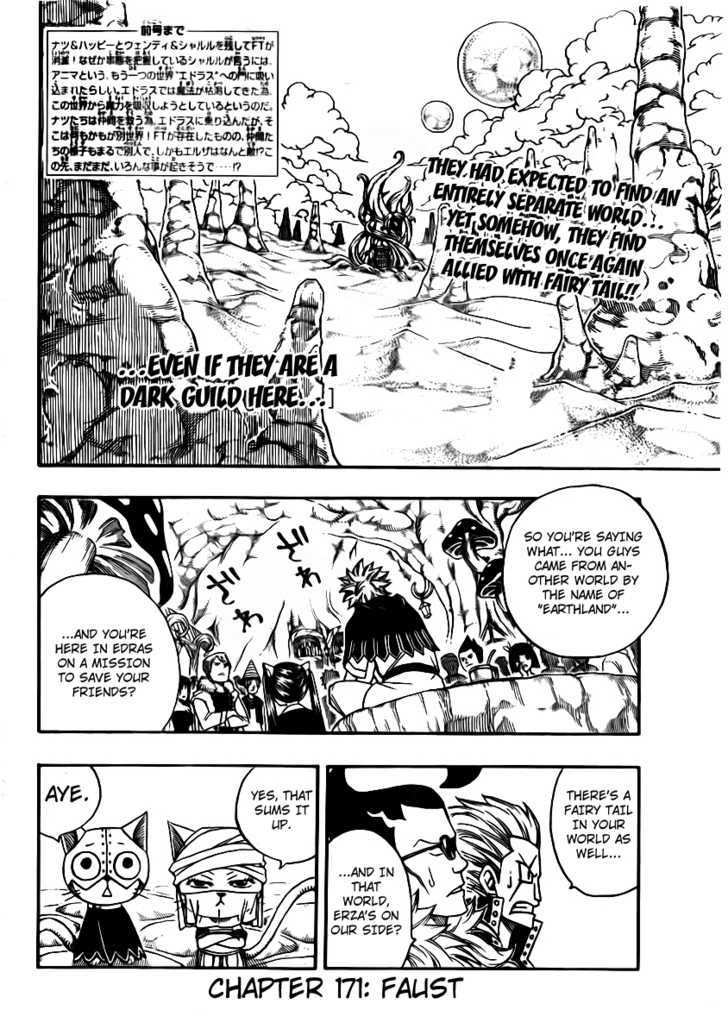 前号まで
ナツ&ハッピーとウェンディ&シャルルを残してFTが
消滅!なぜか事態を把握しているシャルルが言うには、
アニマという、もう一つの世界"エドラス"への門に吸い
込まれたらしい。エドラスでは魔法が枯渇してきた為、
この世界から魔力を吸収しようとしているというのだ。
ナツたちは仲間を救う為、エドラスに乗り込んだが、そ
こは何もかもが別世界!FTが存在したものの、仲間た
ちの様子もまるで別人で、しかもエルザはなんと敵!?こ
の先、まだまだ、いろんな事が起きそうで‥‥!?
THEY HAD EXPECTED TO FIND AN
ENTIRELY SEPARATE WORLD...
YET SOMEHOW, THEY FIND
THEMSELVES ONCE AGAIN
ALLIED WITH FAIRY TAIL!!
...EVEN IF THEY ARE A
DARK GUILD HERE...]
SO YOU'RE SAYING
WHAT... YOU GUYS
CAME FROM AN-
OTHER WORLD BY
THE NAME OF
"EARTHLAND"...
ざわ
ざわ
...AND YOU'RE
HERE IN EDRAS
ON A MISSION
TO SAVE YOUR
FRIENDS?
THERE'S A
FAIRY TAIL
IN YOUR
WORLD AS
WELL...
...AND IN
THAT
WORLD,
ERZA'S ON
OUR SIDE?
YES, THAT
SUMS IT
UP.
AYE.
CHAPTER 171: FAUST